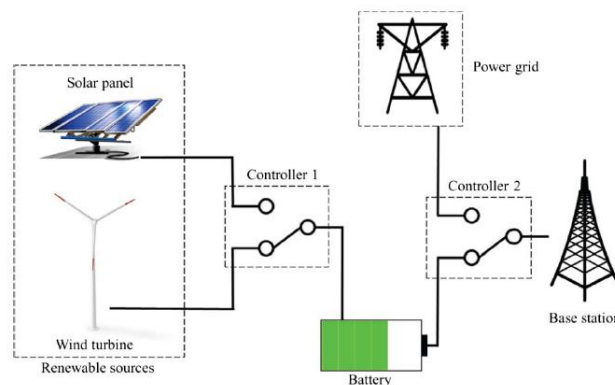 Solar panel
Wind turbine
Renewable sources
Controller 1
Battery
Power grid
Controller 2
Base station